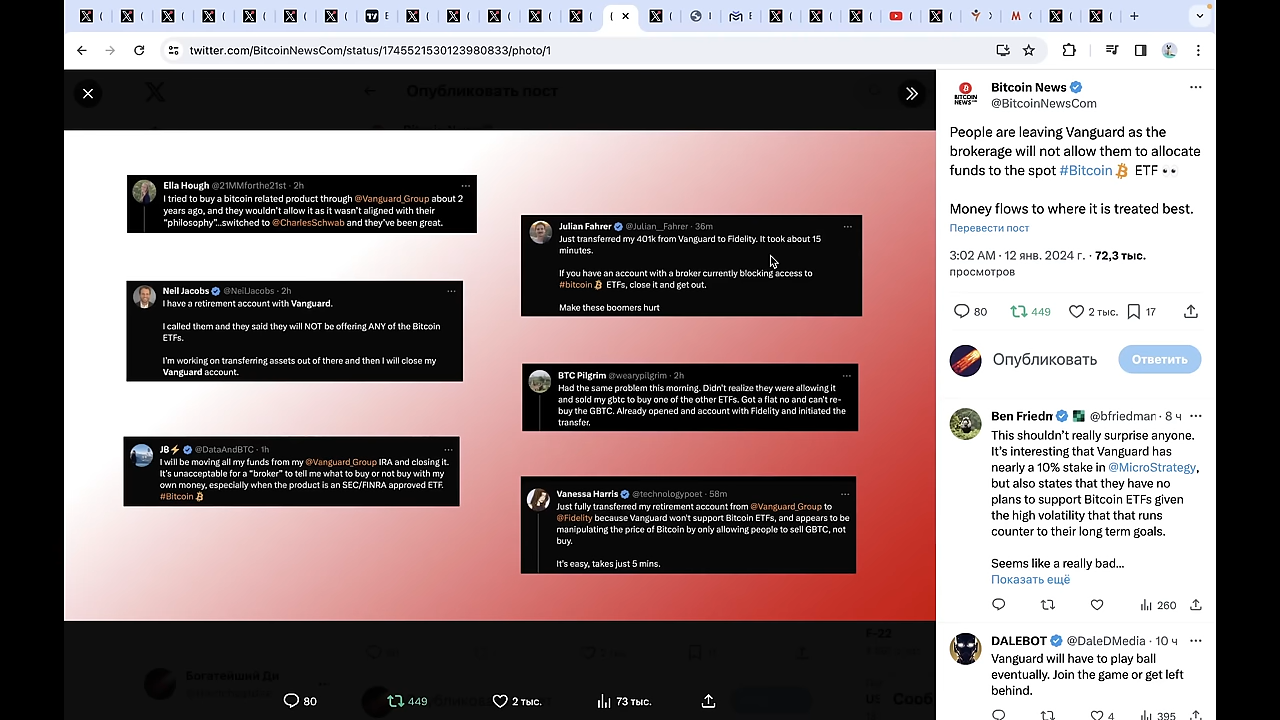 twitter.com/BitcoinNewsCom/status/1745521530123980833/photo/1
Опубликовать пост
Ella Hough @21MMforthe21st · 2h
I tried to buy a bitcoin related product through @Vanguard_Group about 2
years ago, and they wouldn't allow it as it wasn't aligned with their
"philosophy"...switched to @CharlesSchwab and they've been great.
Neil Jacobs @NeilJacobs · 2h
I have a retirement account with Vanguard.
I called them and they said they will NOT be offering ANY of the Bitcoin
ETFs.
I'm working on transferring assets out of there and then I will close my
Vanguard account.
JB⚡ @DataAndBTC · 1h
I will be moving all my funds from my @Vanguard_Group IRA and closing it.
It's unacceptable for a "broker" to tell me what to buy or not buy with my
own money, especially when the product is an SEC/FINRA approved ETF.
#Bitcoin
Julian Fahrer @Julian__Fahrer · 36m
Just transferred my 401k from Vanguard to Fidelity. It took about 15
minutes.
If you have an account with a broker currently blocking access to
#bitcoin ETFs, close it and get out.
Make these boomers hurt
BTC Pilgrim @wearypilgrim · 2h
Had the same problem this morning. Didn't realize they were allowing it
and sold my gbtc to buy one of the other ETFs. Got a flat no and can't re-
buy the GBTC. Already opened and account with Fidelity and initiated the
transfer.
Vanessa Harris @technologypoet · 58m
Just fully transferred my retirement account from @Vanguard_Group to
@Fidelity because Vanguard won't support Bitcoin ETFs, and appears to be
manipulating the price of Bitcoin by only allowing people to sell GBTC, not
buy.
It's easy, takes just 5 mins.
F-22
Богатейший Ди
80 449 2 тыс. 73 тыс.
BITCOIN
NEWS
Bitcoin News
@BitcoinNewsCom
People are leaving Vanguard as the
brokerage will not allow them to allocate
funds to the spot #Bitcoin ETF 👀
Money flows to where it is treated best.
Перевести пост
3:02 AM · 12 янв. 2024 г. · 72,3 тыс.
просмотров
80 449 2 тыс. 17
Опубликовать Ответить
Ben Friedn @bfriedman · 8 ч
This shouldn't really surprise anyone.
It's interesting that Vanguard has
nearly a 10% stake in @MicroStrategy,
but also states that they have no
plans to support Bitcoin ETFs given
the high volatility that that runs
counter to their long term goals.
Seems like a really bad...
Показать ещё
260
DALEBOT @DaleDMedia · 10 ч
Vanguard will have to play ball
eventually. Join the game or get left
behind.
4 395